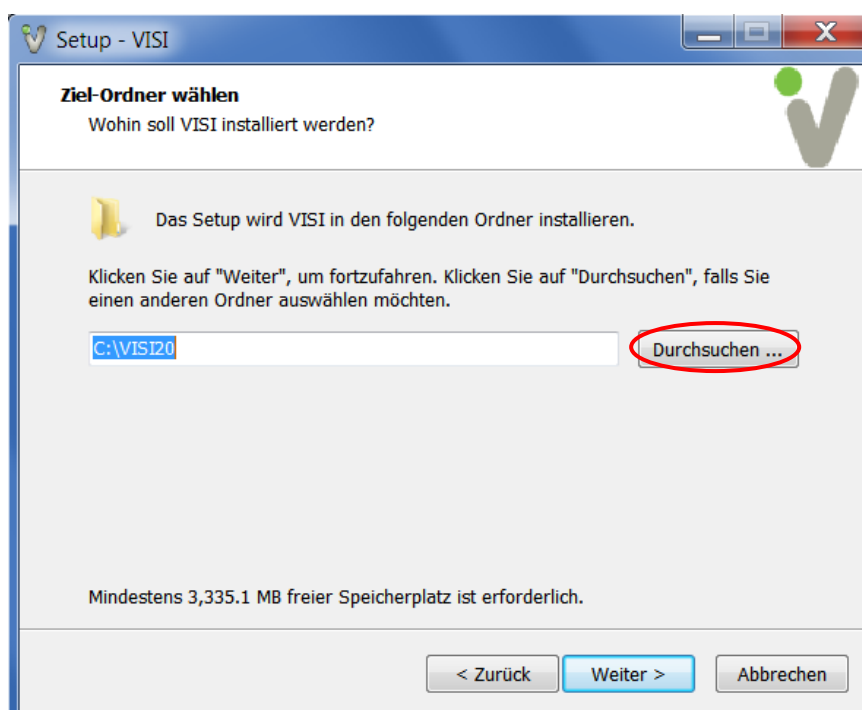 Setup - VISI
Ziel-Ordner wählen
Wohin soll VISI installiert werden?
Das Setup wird VISI in den folgenden Ordner installieren.
Klicken Sie auf "Weiter", um fortzufahren. Klicken Sie auf "Durchsuchen", falls Sie
einen anderen Ordner auswählen möchten.
C:\VISI20
Durchsuchen ...
Mindestens 3,335.1 MB freier Speicherplatz ist erforderlich.
< Zurück
Weiter >
Abbrechen